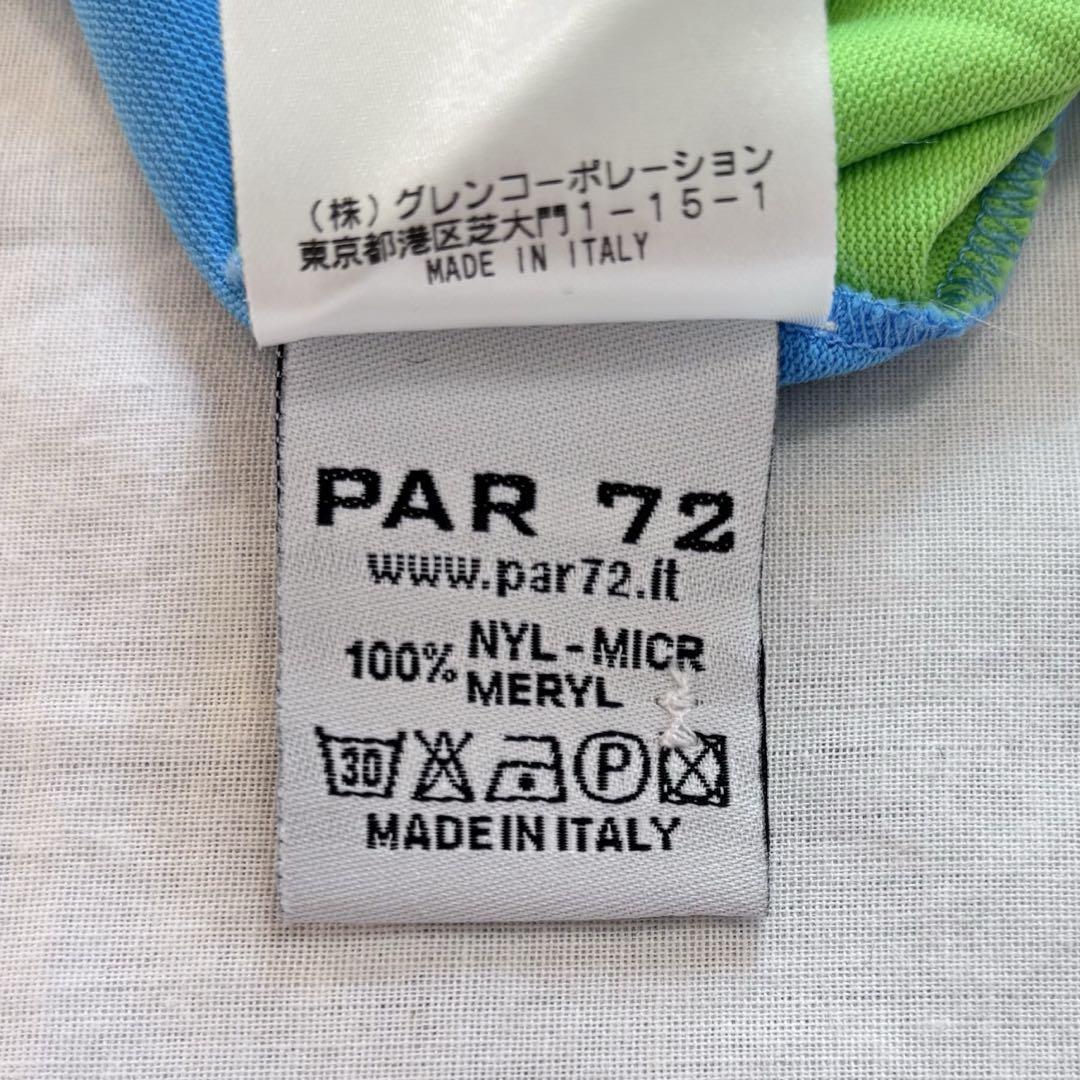 (株)グレンコーポレーション
東京都港区芝大門1-15-1
MADE IN ITALY
PAR 72
www.par72.it
100% NYL-MICR
MERYL
30 P
MADE IN ITALY